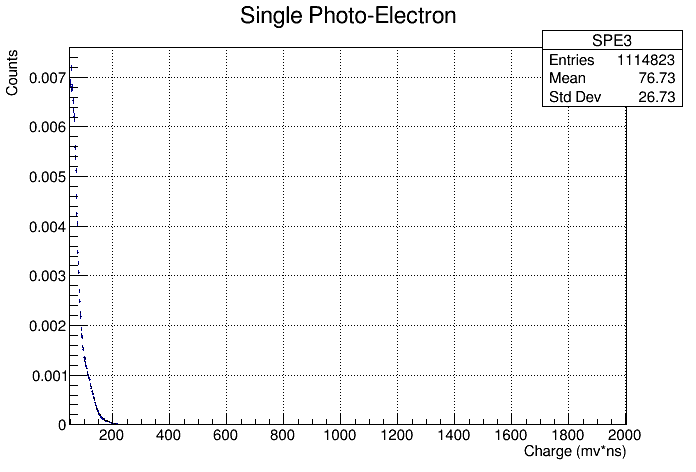 Single Photo-Electron
SPE3
Entries 1114823
Mean 76.73
Std Dev 26.73
Counts
0.007
0.006
0.005
0.004
0.003
0.002
0.001
0
200 400 600 800 1000 1200 1400 1600 1800 2000
Charge (mv*ns)